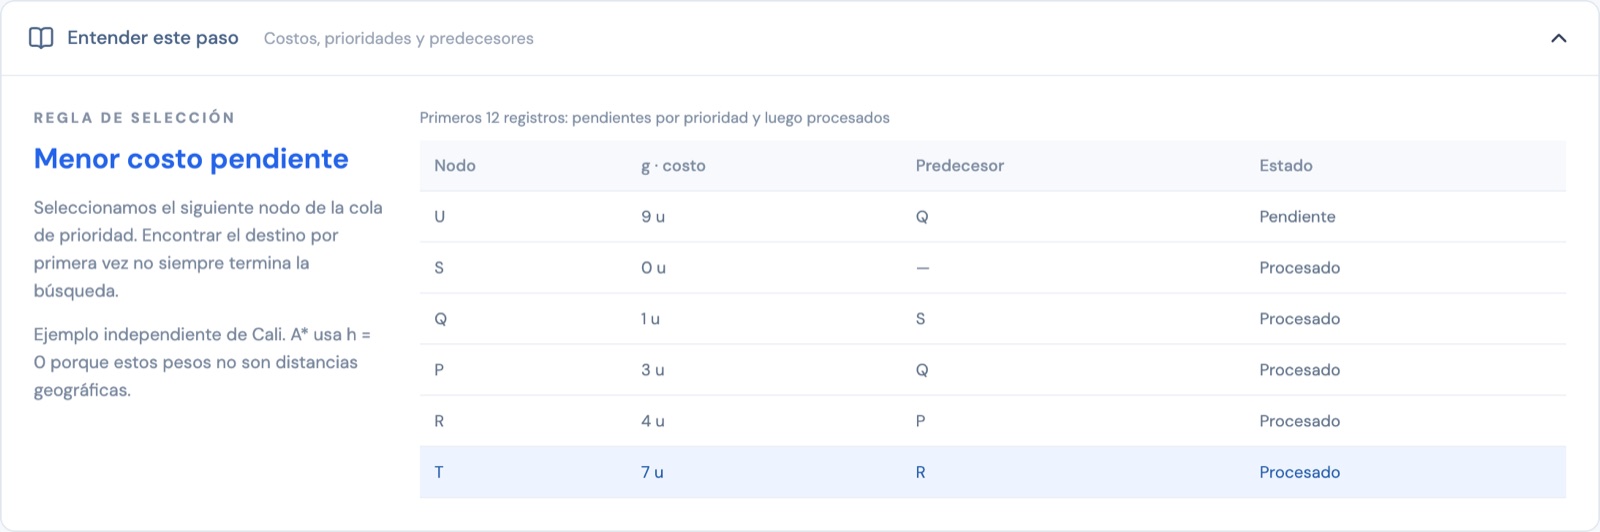 Entender este paso Costos, prioridades y predecesores
REGLA DE SELECCIÓN
Menor costo pendiente
Seleccionamos el siguiente nodo de la cola
de prioridad. Encontrar el destino por
primera vez no siempre termina la
búsqueda.
Ejemplo independiente de Cali. A* usa h =
0 porque estos pesos no son distancias
geográficas.
Primeros 12 registros: pendientes por prioridad y luego procesados
Nodo g · costo Predecesor Estado
U 9 u Q Pendiente
S 0 u — Procesado
Q 1 u S Procesado
P 3 u Q Procesado
R 4 u P Procesado
T 7 u R Procesado